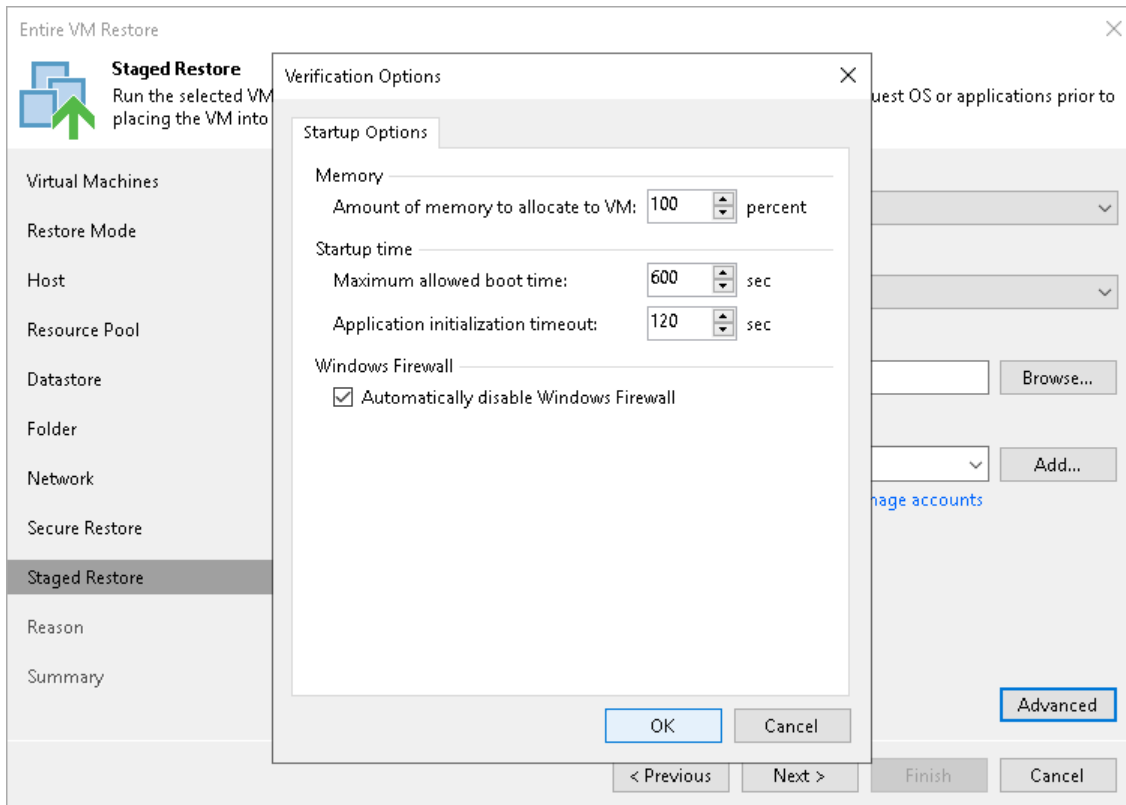 Entire VM Restore
Staged Restore
Run the selected VM
uest OS or applications prior to
placing the VM into
Virtual Machines
Restore Mode
Host
Resource Pool
Datastore
Folder
Network
Secure Restore
Staged Restore
Reason
Summary
Verification Options
Startup Options
Memory
Amount of memory to allocate to VM: 100 percent
Startup time
Maximum allowed boot time: 600 sec
Application initialization timeout: 120 sec
Windows Firewall
Automatically disable Windows Firewall
OK Cancel
Browse...
Add...
nage accounts
Advanced
< Previous Next > Finish Cancel